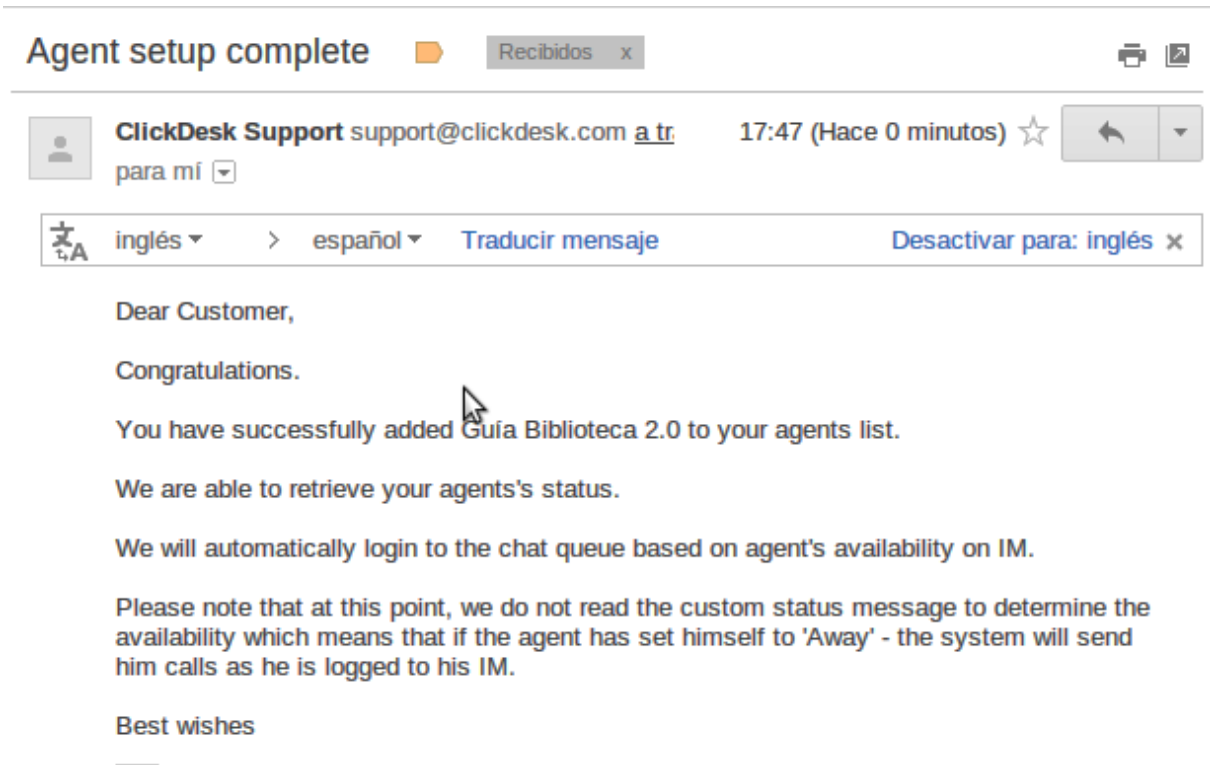 Agent setup complete Recibidos x
ClickDesk Support support@clickdesk.com a tr. 17:47 (Hace 0 minutos)
para mí
inglés > español Traducir mensaje Desactivar para: inglés x
Dear Customer,
Congratulations.
You have successfully added Guía Biblioteca 2.0 to your agents list.
We are able to retrieve your agents's status.
We will automatically login to the chat queue based on agent's availability on IM.
Please note that at this point, we do not read the custom status message to determine the
availability which means that if the agent has set himself to 'Away' - the system will send
him calls as he is logged to his IM.
Best wishes